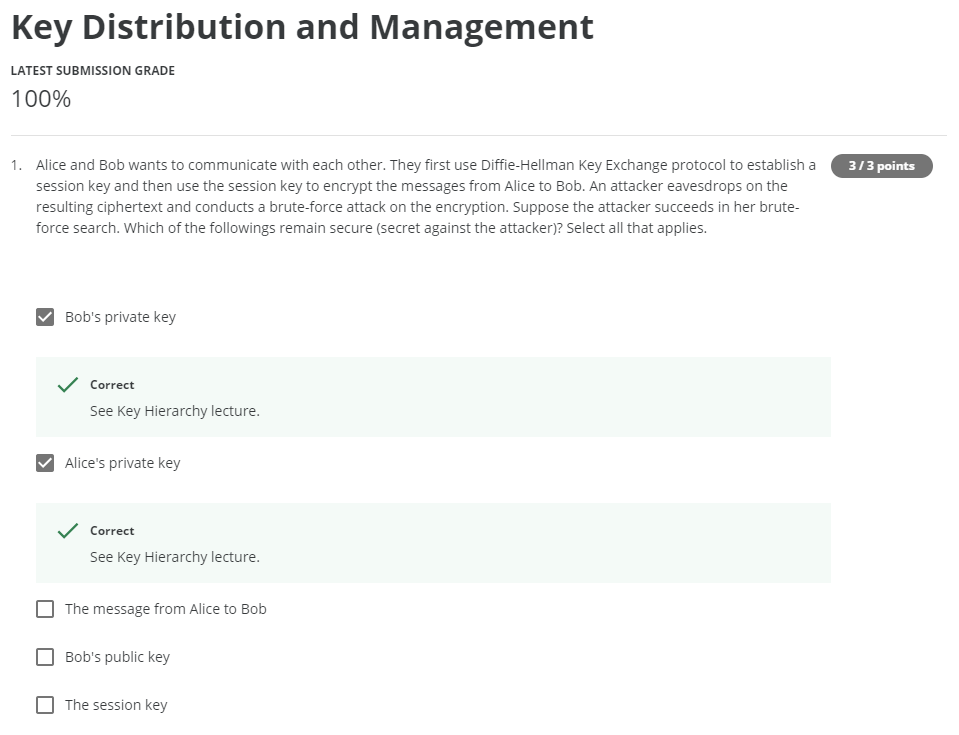 Key Distribution and Management
LATEST SUBMISSION GRADE
100%
1. Alice and Bob wants to communicate with each other. They first use Diffie-Hellman Key Exchange protocol to establish a
3 / 3 points
session key and then use the session key to encrypt the messages from Alice to Bob. An attacker eavesdrops on the
resulting ciphertext and conducts a brute-force attack on the encryption. Suppose the attacker succeeds in her brute-
force search. Which of the followings remain secure (secret against the attacker)? Select all that applies.
Bob's private key
Correct
See Key Hierarchy lecture.
Alice's private key
Correct
See Key Hierarchy lecture.
The message from Alice to Bob
Bob's public key
The session key